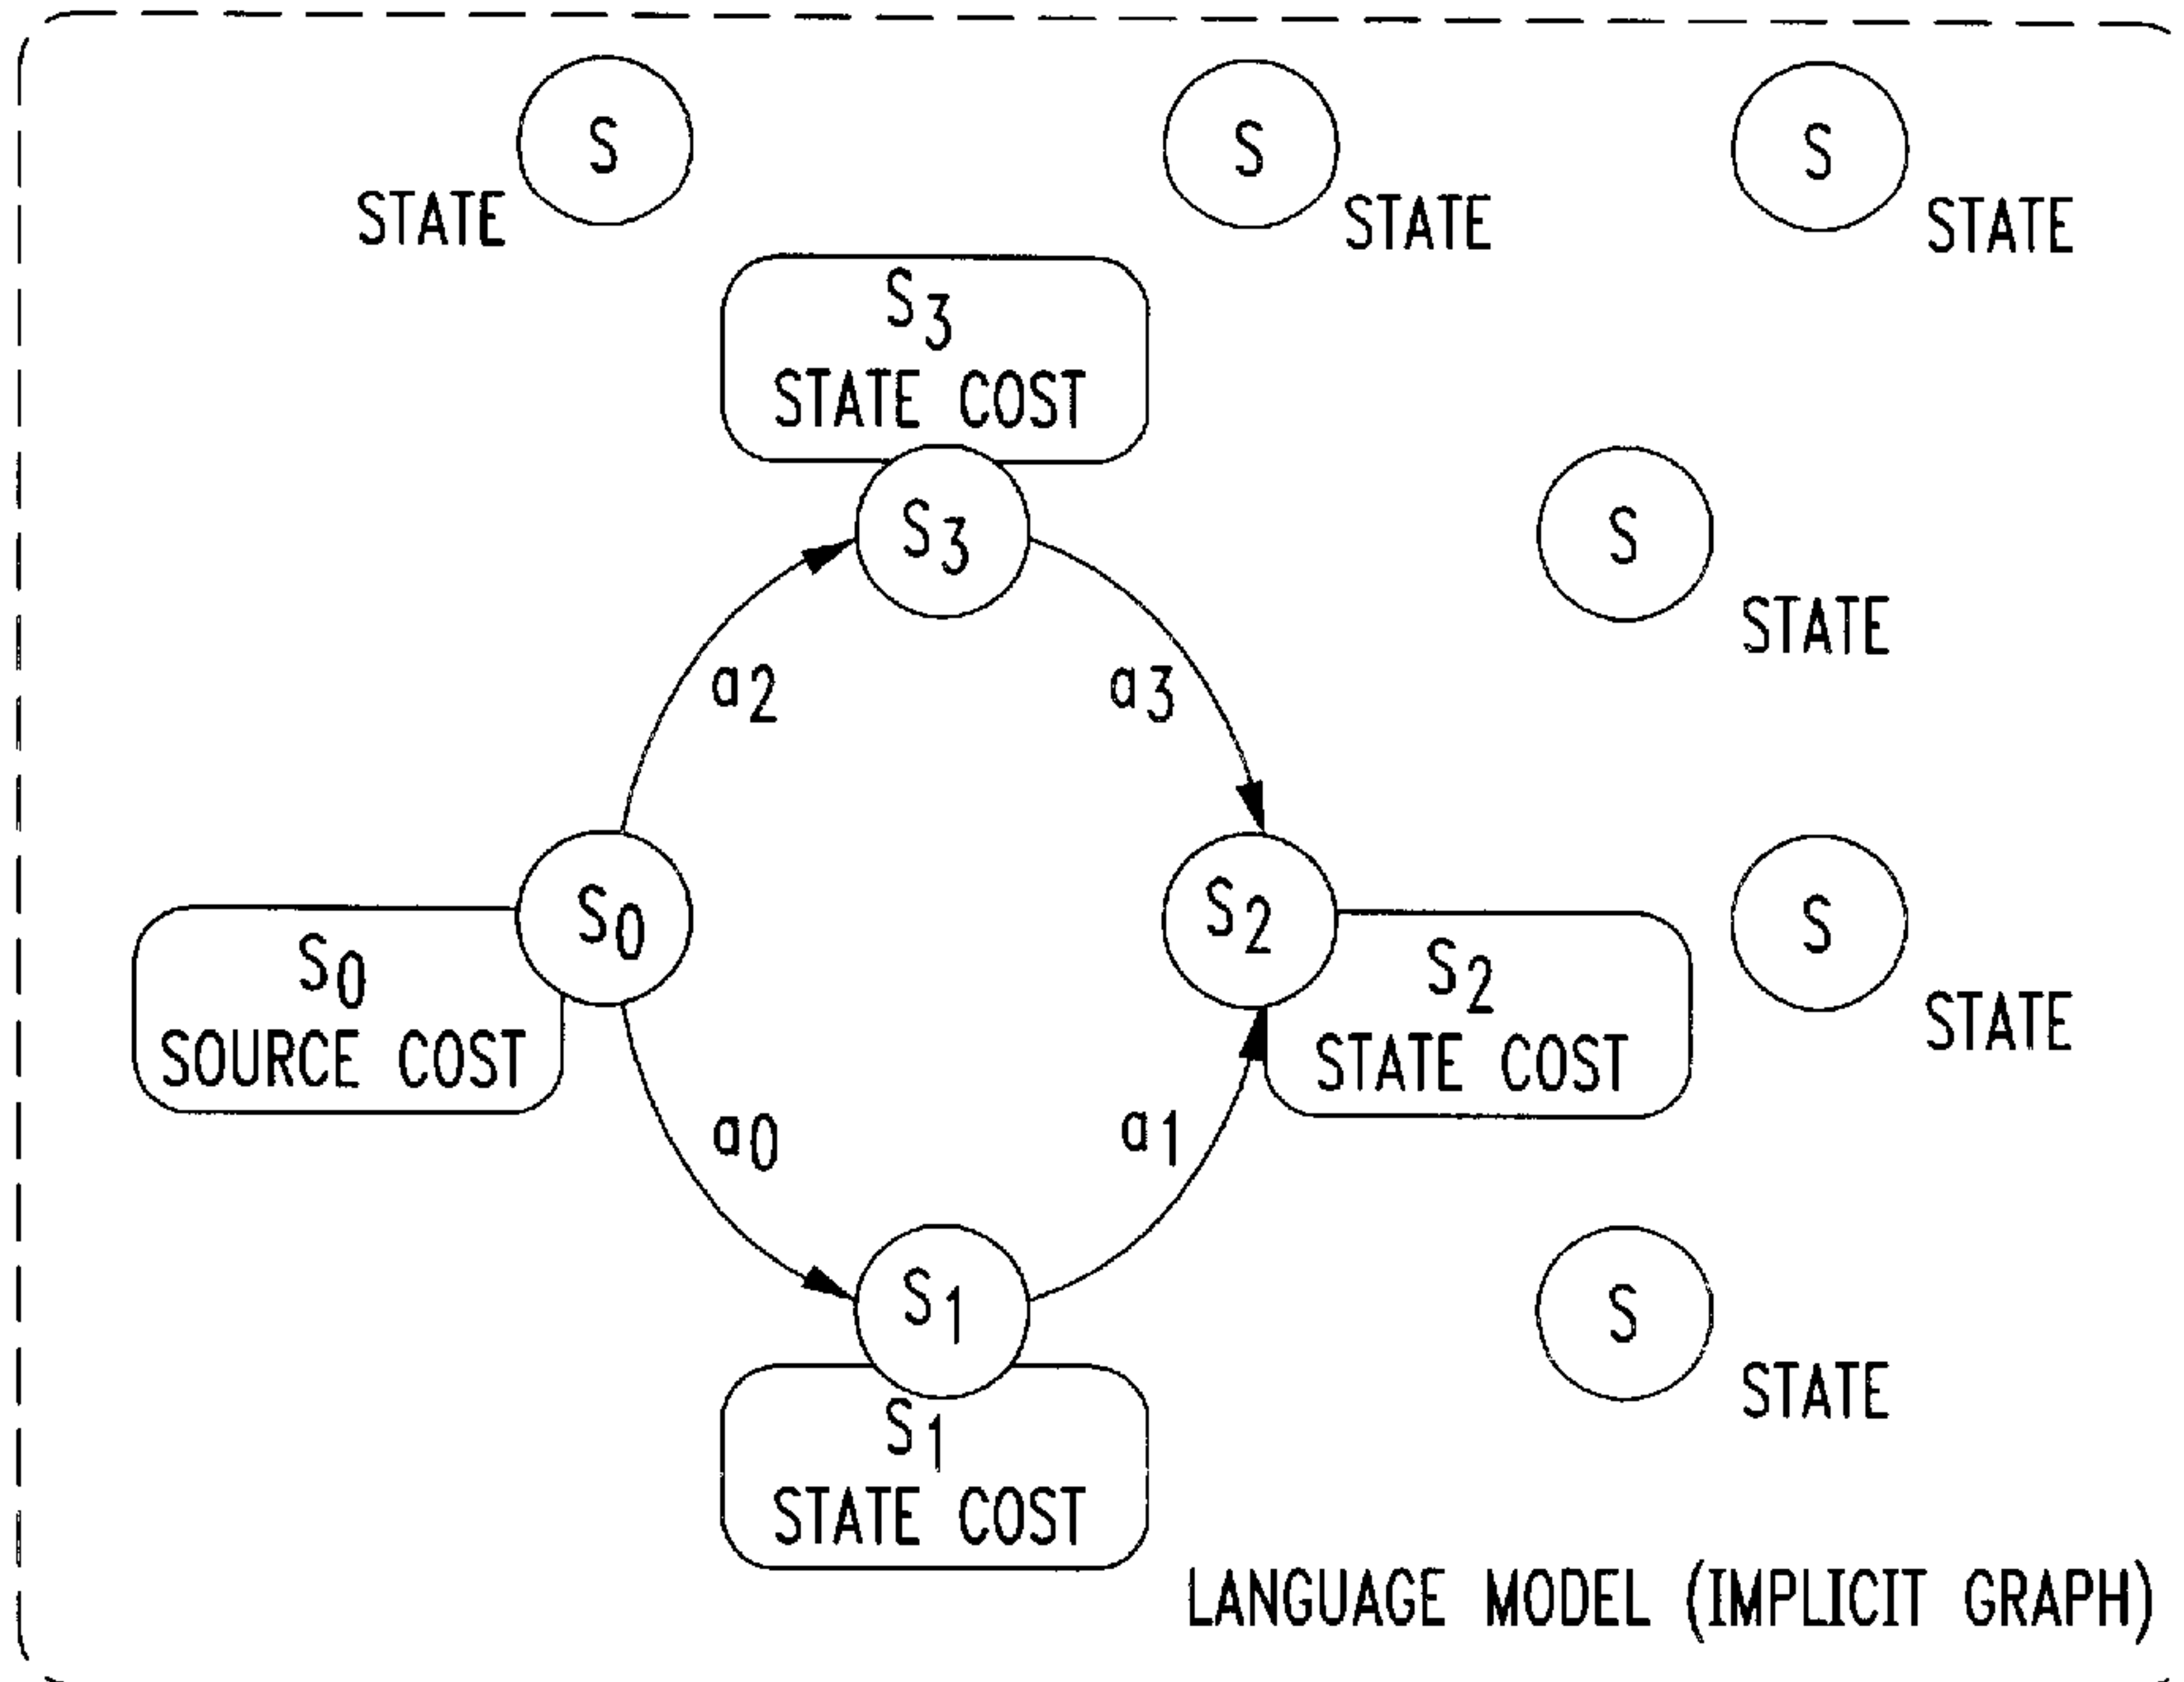 S
S
S
STATE
STATE
STATE
S3
STATE COST
S3
S
STATE
a2
a3
S0
S2
S
S0
SOURCE COST
S2
STATE COST
STATE
a0
a1
S1
S
S1
STATE COST
STATE
LANGUAGE MODEL (IMPLICIT GRAPH)